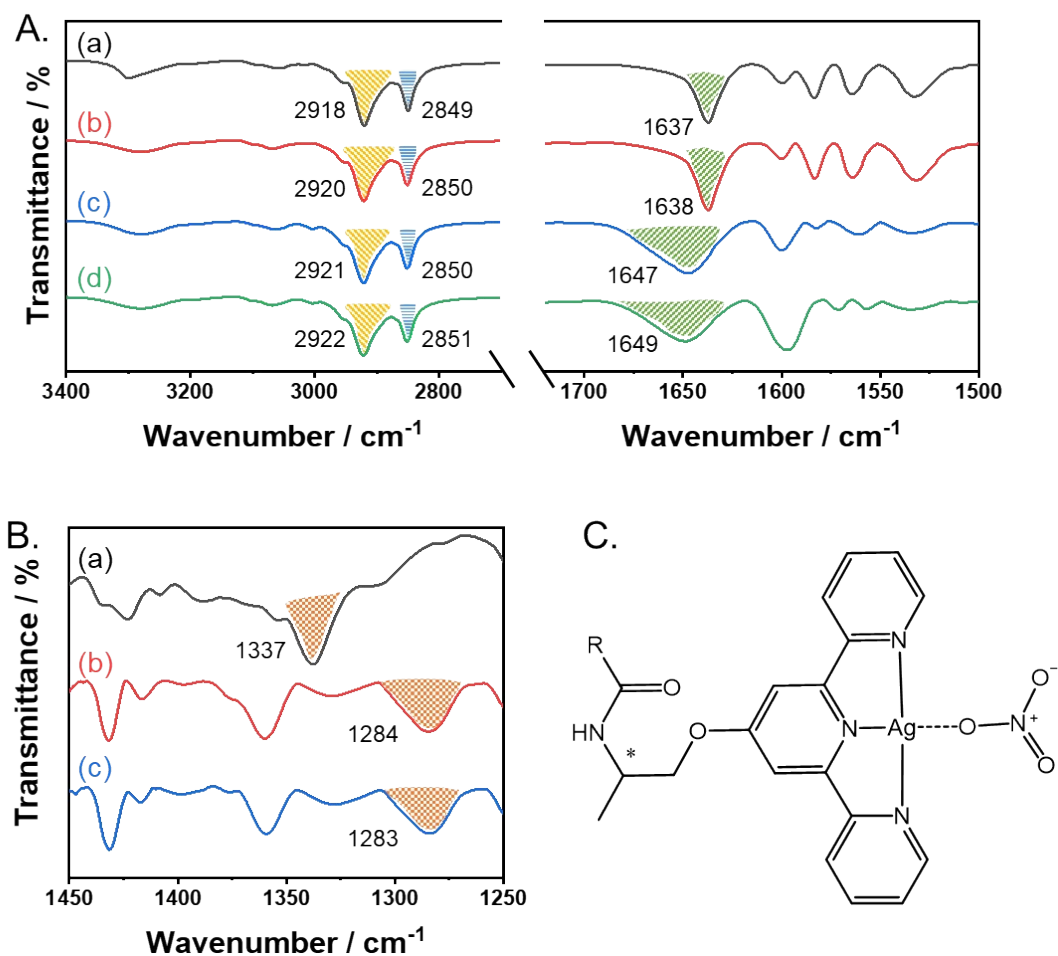 A.
(a)
2918
2849
1637
(b)
2920
2850
1638
(c)
2921
2850
1647
(d)
2922
2851
1649
Transmittance / %
3400 3200 3000 2800 1700 1650 1600 1550 1500
Wavenumber / cm⁻¹ Wavenumber / cm⁻¹
B.
(a)
1337
(b)
1284
(c)
1283
Transmittance / %
1450 1400 1350 1300 1250
Wavenumber / cm⁻¹
C.
R
O
HN
*
O
N
N
N
Ag
O
N⁺
O⁻
O